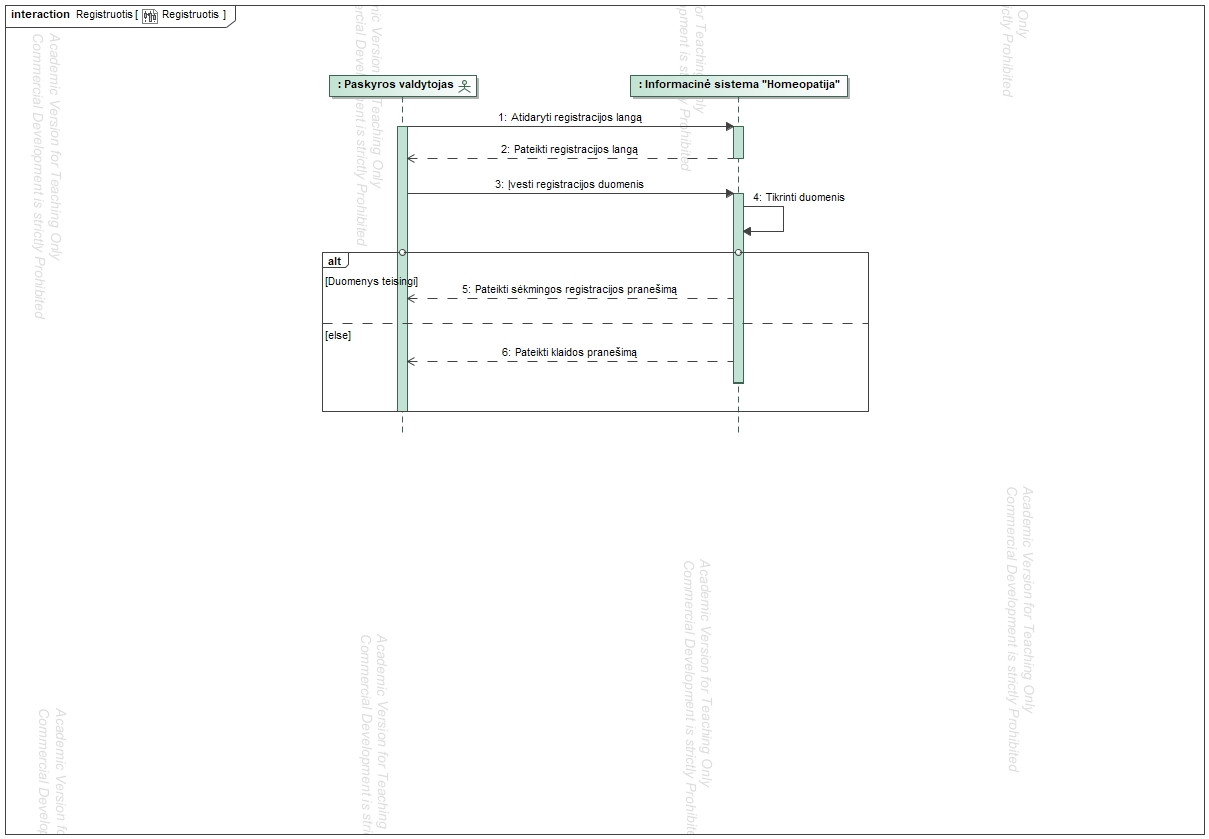 interaction Registruotis [ Registruotis ]
: Paskyros valdytojas
: Informacinė sistema "Homeopatija"
1: Atidaryti registracijos langą
2: Pateikti registracijos langą
3: Įvesti registracijos duomenis
4: Tikrinti duomenis
alt
[Duomenys teisingi]
5: Pateikti sėkmingos registracijos pranešimą
[else]
6: Pateikti klaidos pranešimą
Academic Version for Teaching Only
Commercial Development is strictly Prohibited
Academic Version for Teaching Only
Commercial Development is strictly Prohibited
Academic Version for Teaching Only
Commercial Development is strictly Prohibited